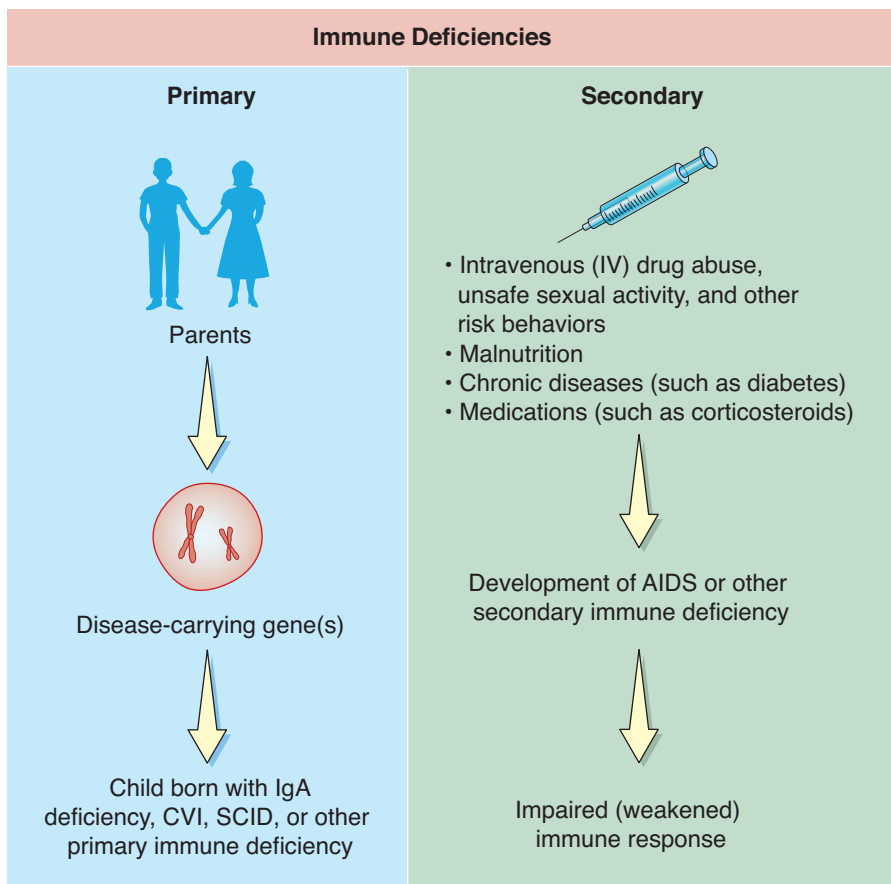 Immune Deficiencies
Primary
Parents
Disease-carrying gene(s)
Child born with IgA
deficiency, CVI, SCID, or other
primary immune deficiency
Secondary
• Intravenous (IV) drug abuse,
unsafe sexual activity, and other
risk behaviors
• Malnutrition
• Chronic diseases (such as diabetes)
• Medications (such as corticosteroids)
Development of AIDS or other
secondary immune deficiency
Impaired (weakened)
immune response